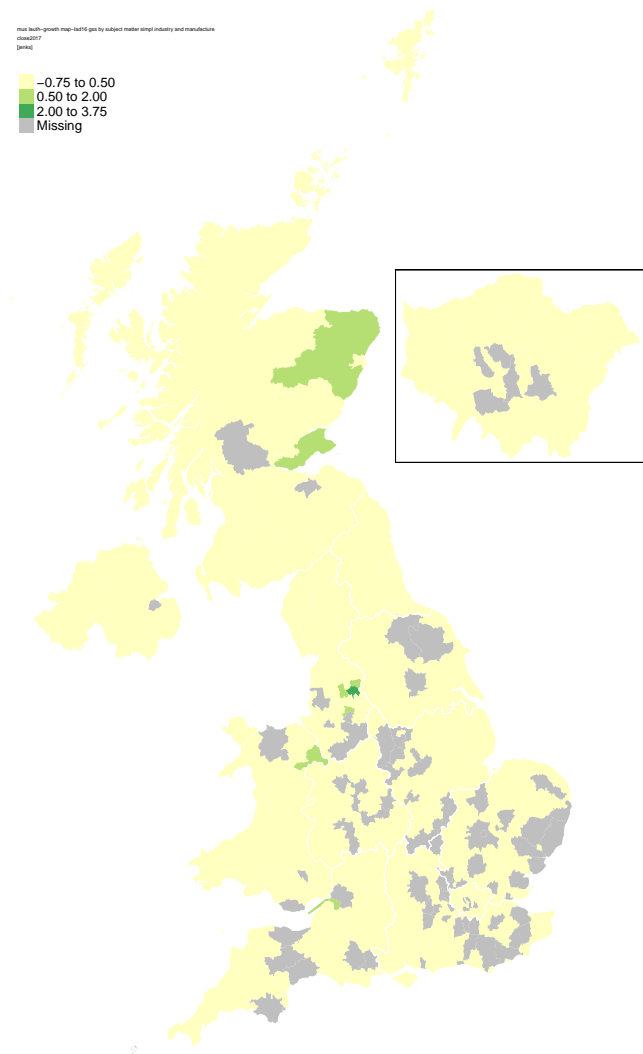 mus lauth-growth-map-lad16 gss by subject matter simpl industry and manufacture
close2017
[jenks]
−0.75 to 0.50
0.50 to 2.00
2.00 to 3.75
Missing